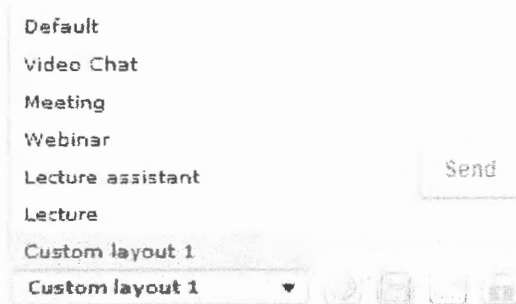 Default
Video Chat
Meeting
Webinar
Lecture assistant
Send
Lecture
Custom layout 1
Custom layout 1